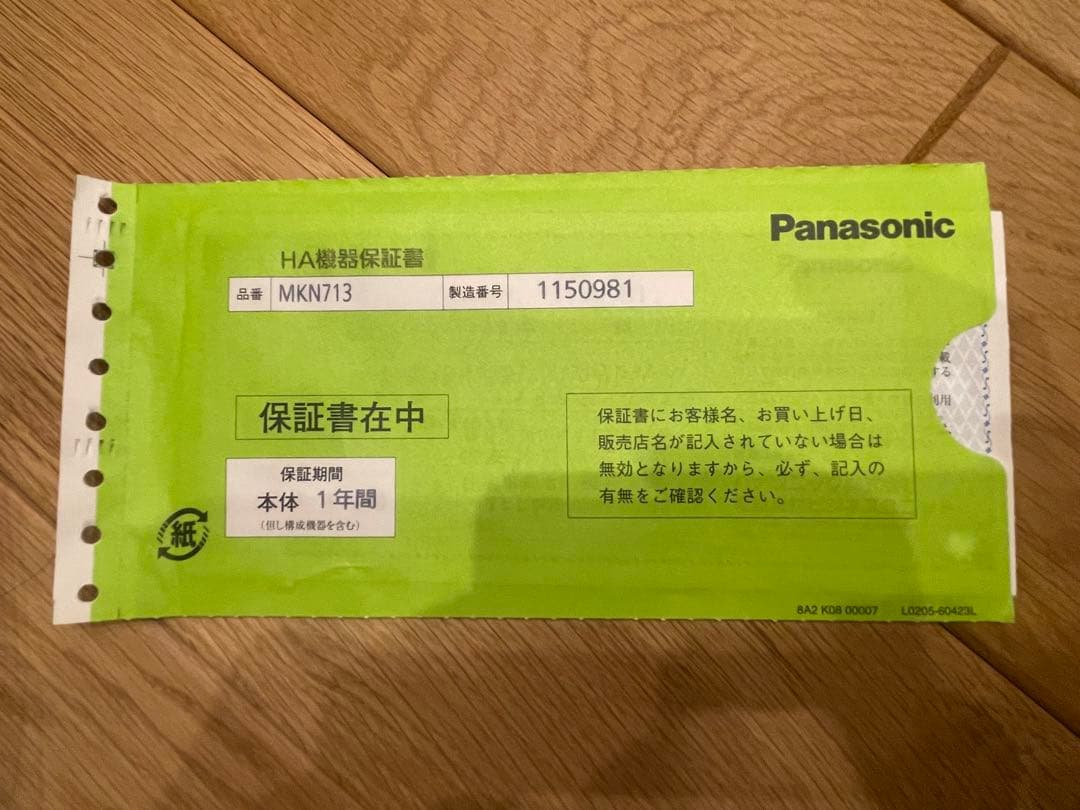 Panasonic
HA機器保証書
品番 MKN713 製造番号 1150981
保証書在中
保証期間
本体 1年間
(但し構成機器を含む)
保証書にお客様名、お買い上げ日、
販売店名が記入されていない場合は
無効となりますから、必ず、記入の
有無をご確認ください。
載
する
用
紙
8A2 K08 00007 L0205-60423L